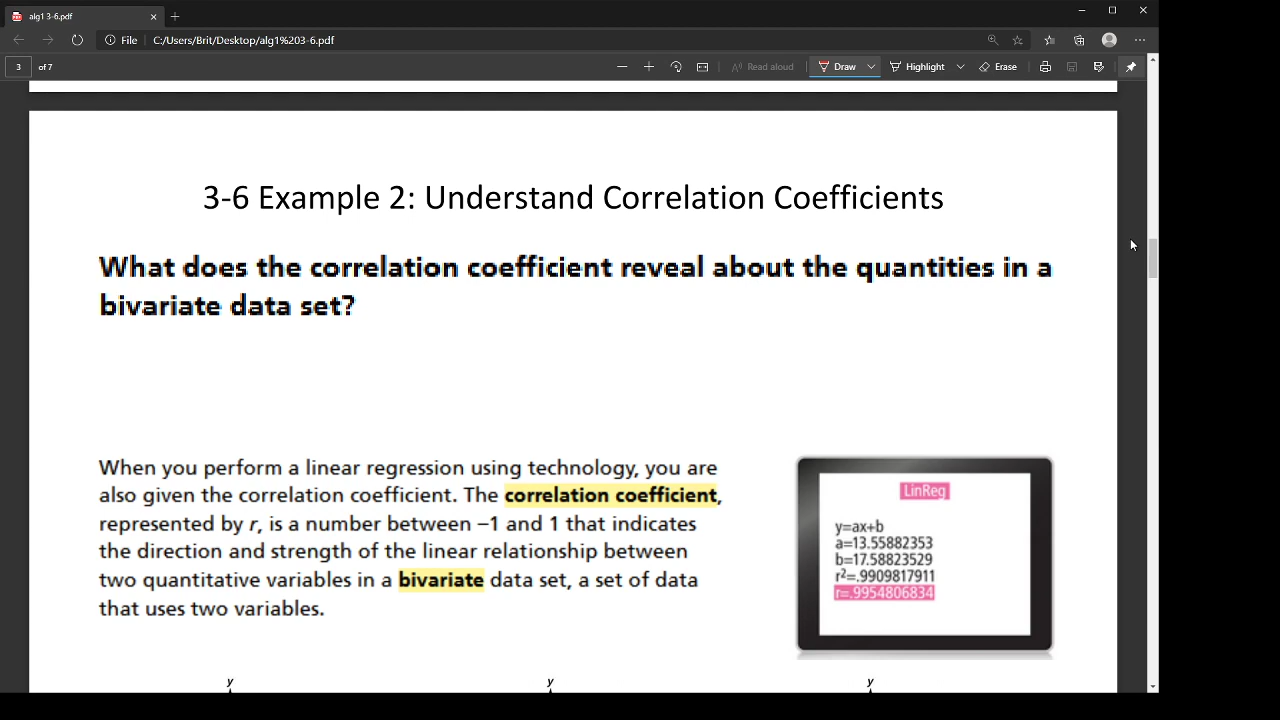 alg1 3-6.pdf
File
C:/Users/Brit/Desktop/alg1%203-6.pdf
3
of 7
Read aloud
Draw
Highlight
Erase
3-6 Example 2: Understand Correlation Coefficients
What does the correlation coefficient reveal about the quantities in a
bivariate data set?
When you perform a linear regression using technology, you are
also given the correlation coefficient. The correlation coefficient,
represented by r, is a number between −1 and 1 that indicates
the direction and strength of the linear relationship between
two quantitative variables in a bivariate data set, a set of data
that uses two variables.
LinReg
y=ax+b
a=13.55882353
b=17.58823529
r²=.9909817911
r=.9954806834
y
y
y